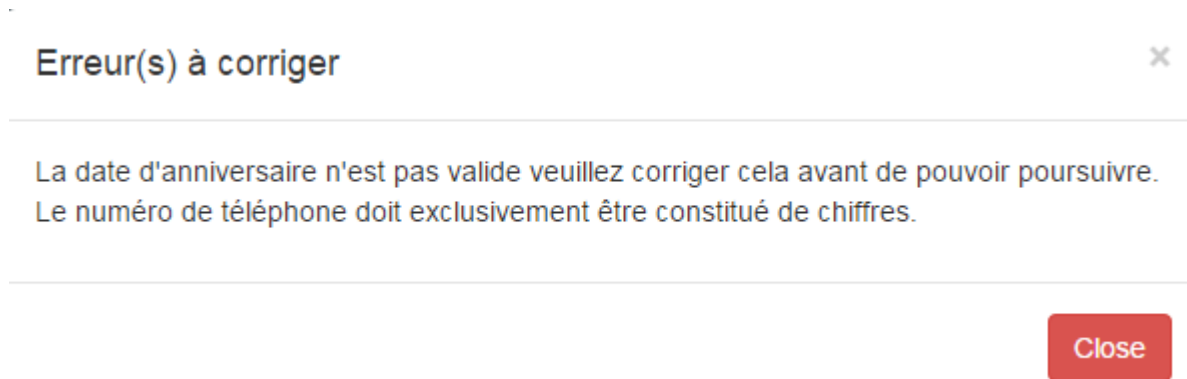 Erreur(s) à corriger
×
La date d'anniversaire n'est pas valide veuillez corriger cela avant de pouvoir poursuivre.
Le numéro de téléphone doit exclusivement être constitué de chiffres.
Close